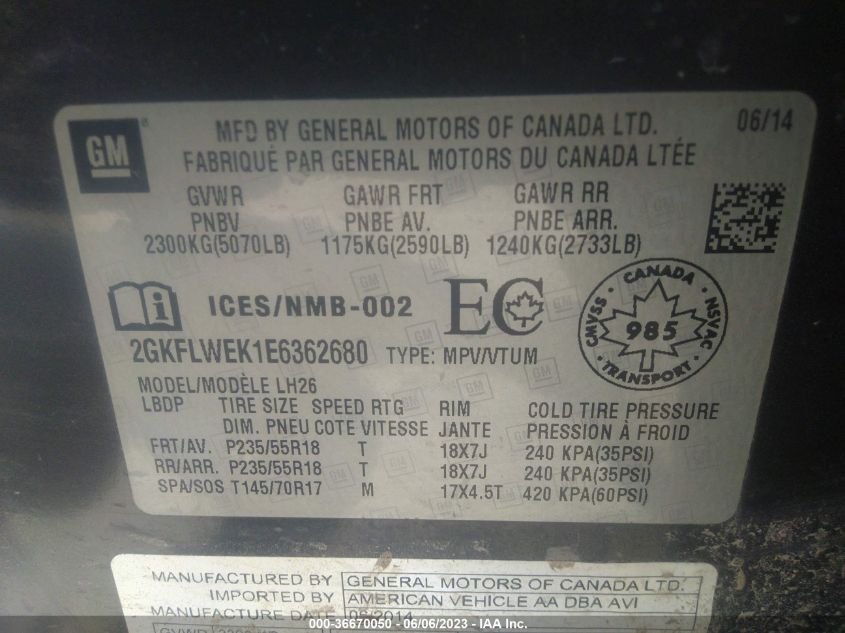 GM
MFD BY GENERAL MOTORS OF CANADA LTD. 06/14
FABRIQUÉ PAR GENERAL MOTORS DU CANADA LTÉE
GVWR GAWR FRT GAWR RR
PNBV PNBE AV. PNBE ARR.
2300KG(5070LB) 1175KG(2590LB) 1240KG(2733LB)
ICES/NMB-002 EC
CANADA
CMVSS 985 NSVAC
TRANSPORT
2GKFLWEK1E6362680 TYPE: MPV/VTUM
MODEL/MODÈLE LH26
LBDP TIRE SIZE SPEED RTG RIM COLD TIRE PRESSURE
DIM. PNEU COTE VITESSE JANTE PRESSION À FROID
FRT/AV. P235/55R18 T 18X7J 240 KPA(35PSI)
RR/ARR. P235/55R18 T 18X7J 240 KPA(35PSI)
SPA/SOS T145/70R17 M 17X4.5T 420 KPA(60PSI)
MANUFACTURED BY GENERAL MOTORS OF CANADA LTD.
IMPORTED BY AMERICAN VEHICLE AA DBA AVI
MANUFACTURE DATE 06/2014
000-36670050 - 06/06/2023 - IAA Inc.